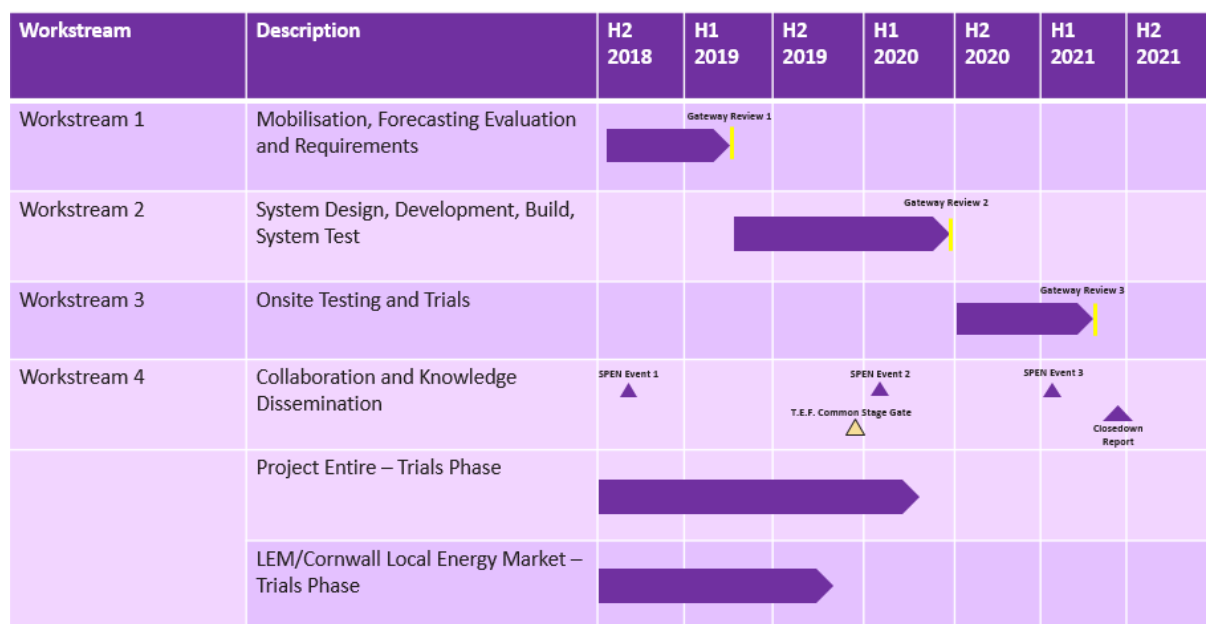 Workstream Description H2 2018 H1 2019 H2 2019 H1 2020 H2 2020 H1 2021 H2 2021
Workstream 1
Mobilisation, Forecasting Evaluation
and Requirements
Gateway Review 1
Workstream 2
System Design, Development, Build,
System Test
Gateway Review 2
Workstream 3
Onsite Testing and Trials
Gateway Review 3
Workstream 4
Collaboration and Knowledge
Dissemination
SPEN Event 1
SPEN Event 2
SPEN Event 3
T.E.F. Common Stage Gate
Closedown
Report
Project Entire – Trials Phase
LEM/Cornwall Local Energy Market –
Trials Phase